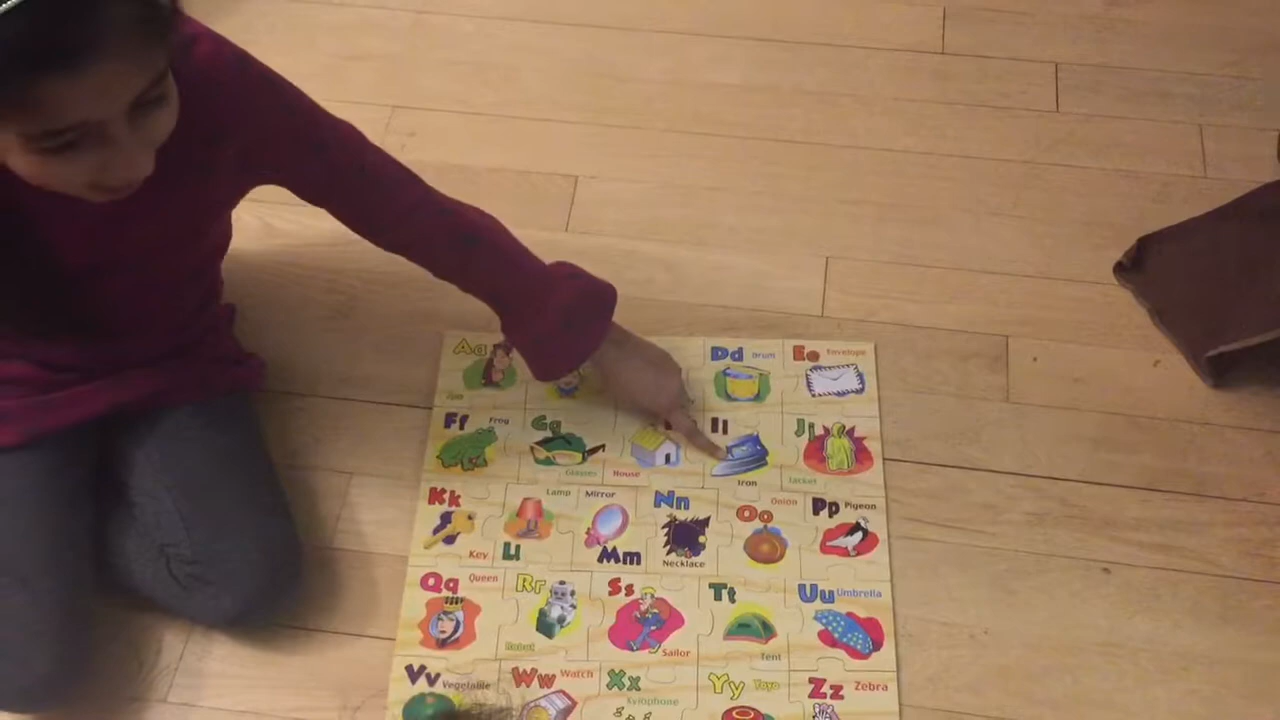 Aa
Dd Drum
Ee Envelope
Ff Frog
Gg Glasses
House
Ii Iron
Jj Jacket
Kk Key
Lamp Ll
Mirror Mm
Nn Necklace
Onion Oo
Pp Pigeon
Qq Queen
Rr Robot
Ss Sailor
Tt Tent
Uu Umbrella
Vv Vegetable
Ww Watch
Xx Xylophone
Yy Yoyo
Zz Zebra